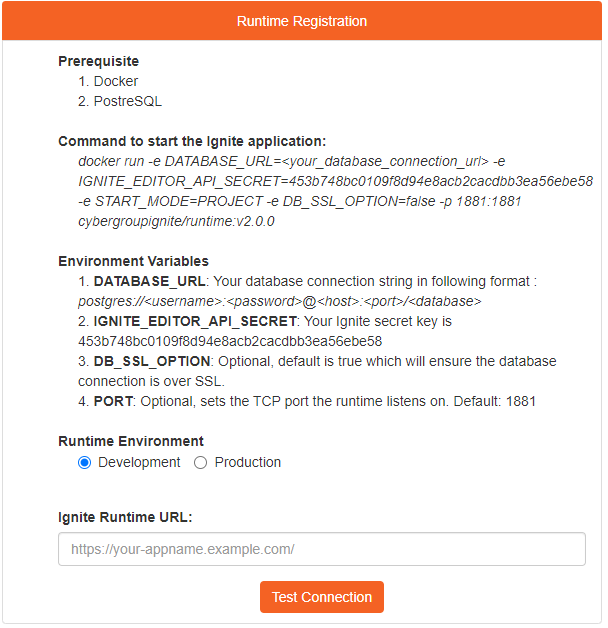 Runtime Registration
Prerequisite
1. Docker
2. PostreSQL
Command to start the Ignite application:
docker run -e DATABASE_URL=<your_database_connection_url> -e
IGNITE_EDITOR_API_SECRET=453b748bc0109f8d94e8acb2cacdbb3ea56ebe58
-e START_MODE=PROJECT -e DB_SSL_OPTION=false -p 1881:1881
cybergroupignite/runtime:v2.0.0
Environment Variables
1. DATABASE_URL: Your database connection string in following format :
postgres://<username>:<password>@<host>:<port>/<database>
2. IGNITE_EDITOR_API_SECRET: Your Ignite secret key is
453b748bc0109f8d94e8acb2cacdbb3ea56ebe58
3. DB_SSL_OPTION: Optional, default is true which will ensure the database
connection is over SSL.
4. PORT: Optional, sets the TCP port the runtime listens on. Default: 1881
Runtime Environment
Development Production
Ignite Runtime URL:
https://your-appname.example.com/
Test Connection